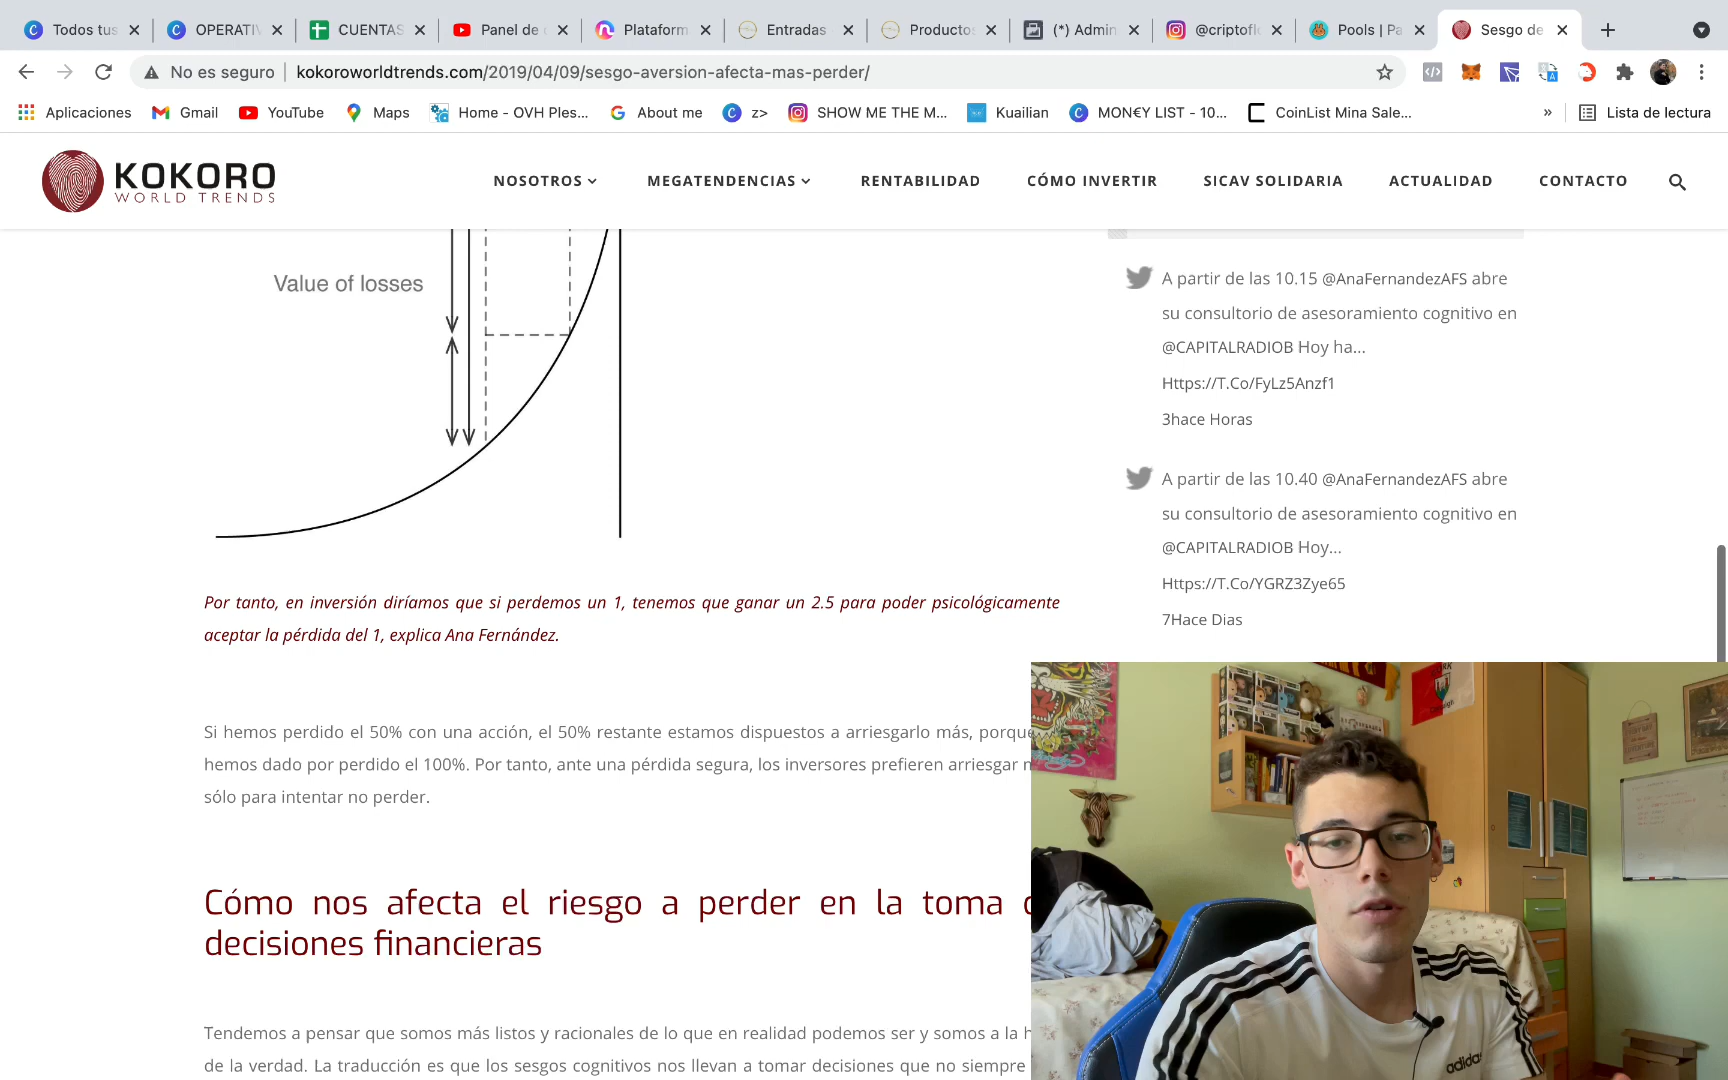 Todos tus
OPERATIV
CUENTAS
Panel de
Plataform
Entradas
Producto
(*) Admin
@criptofl
Pools | Pa
Sesgo de
No es seguro
kokoroworldtrends.com/2019/04/09/sesgo-aversion-afecta-mas-perder/
Aplicaciones
Gmail
YouTube
Maps
Home - OVH Ples...
About me
z>
SHOW ME THE M...
Kuailian
MON€Y LIST - 10...
CoinList Mina Sale...
»
Lista de lectura
KOKORO
WORLD TRENDS
NOSOTROS
MEGATENDENCIAS
RENTABILIDAD
CÓMO INVERTIR
SICAV SOLIDARIA
ACTUALIDAD
CONTACTO
Value of losses
Por tanto, en inversión diríamos que si perdemos un 1, tenemos que ganar un 2.5 para poder psicológicamente
aceptar la pérdida del 1, explica Ana Fernández.
Si hemos perdido el 50% con una acción, el 50% restante estamos dispuestos a arriesgarlo más, porque
hemos dado por perdido el 100%. Por tanto, ante una pérdida segura, los inversores prefieren arriesgar
sólo para intentar no perder.
Cómo nos afecta el riesgo a perder en la toma
decisiones financieras
Tendemos a pensar que somos más listos y racionales de lo que en realidad podemos ser y somos a la
de la verdad. La traducción es que los sesgos cognitivos nos llevan a tomar decisiones que no siempre
A partir de las 10.15 @AnaFernandezAFS abre
su consultorio de asesoramiento cognitivo en
@CAPITALRADIOB Hoy ha...
Https://T.Co/FyLz5Anzf1
3hace Horas
A partir de las 10.40 @AnaFernandezAFS abre
su consultorio de asesoramiento cognitivo en
@CAPITALRADIOB Hoy...
Https://T.Co/YGRZ3Zye65
7Hace Dias
adidas